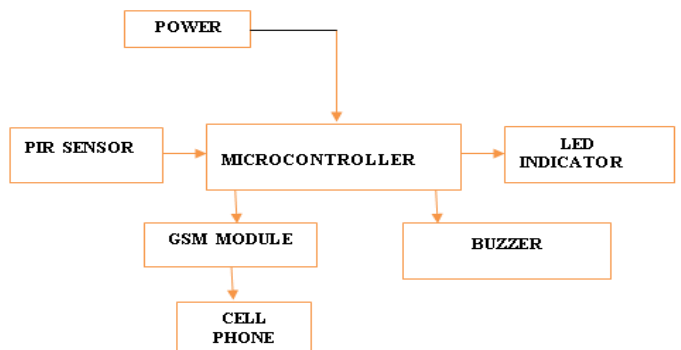 POWER
PIR SENSOR
MICROCONTROLLER
LED
INDICATOR
GSM MODULE
BUZZER
CELL
PHONE